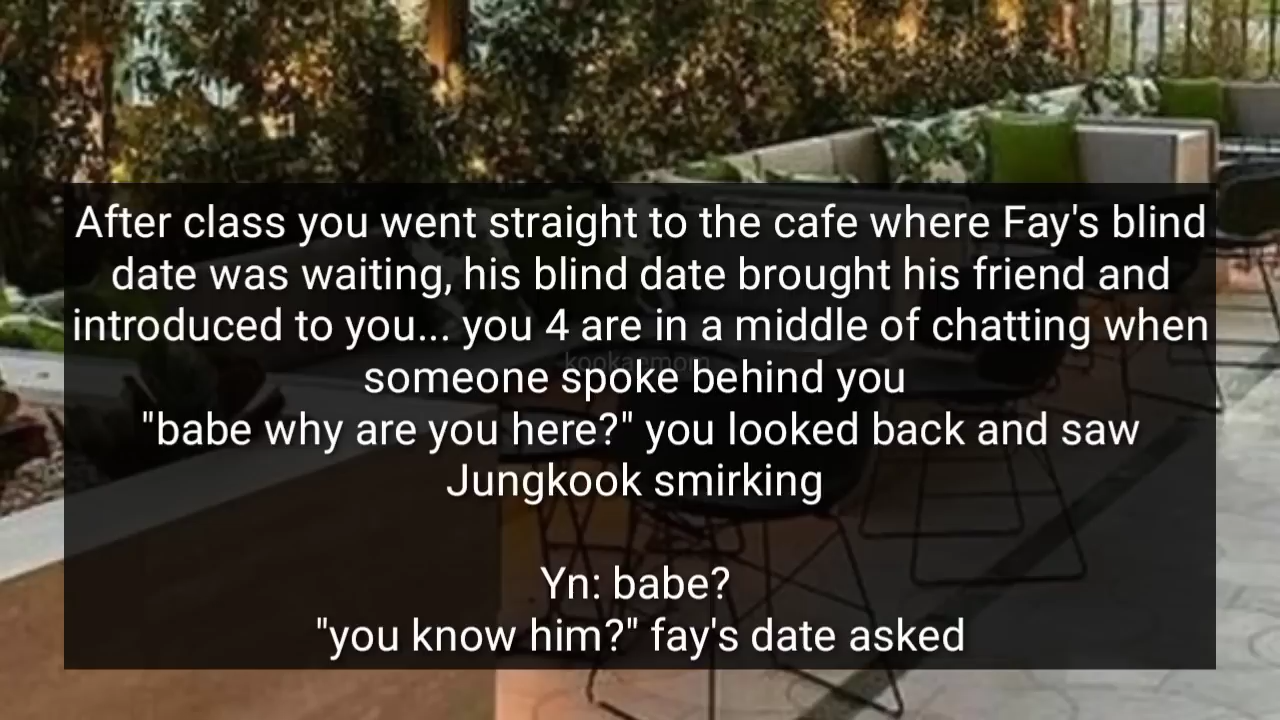 After class you went straight to the cafe where Fay's blind
date was waiting, his blind date brought his friend and
introduced to you... you 4 are in a middle of chatting when
someone spoke behind you
"babe why are you here?" you looked back and saw
Jungkook smirking
Yn: babe?
"you know him?" fay's date asked